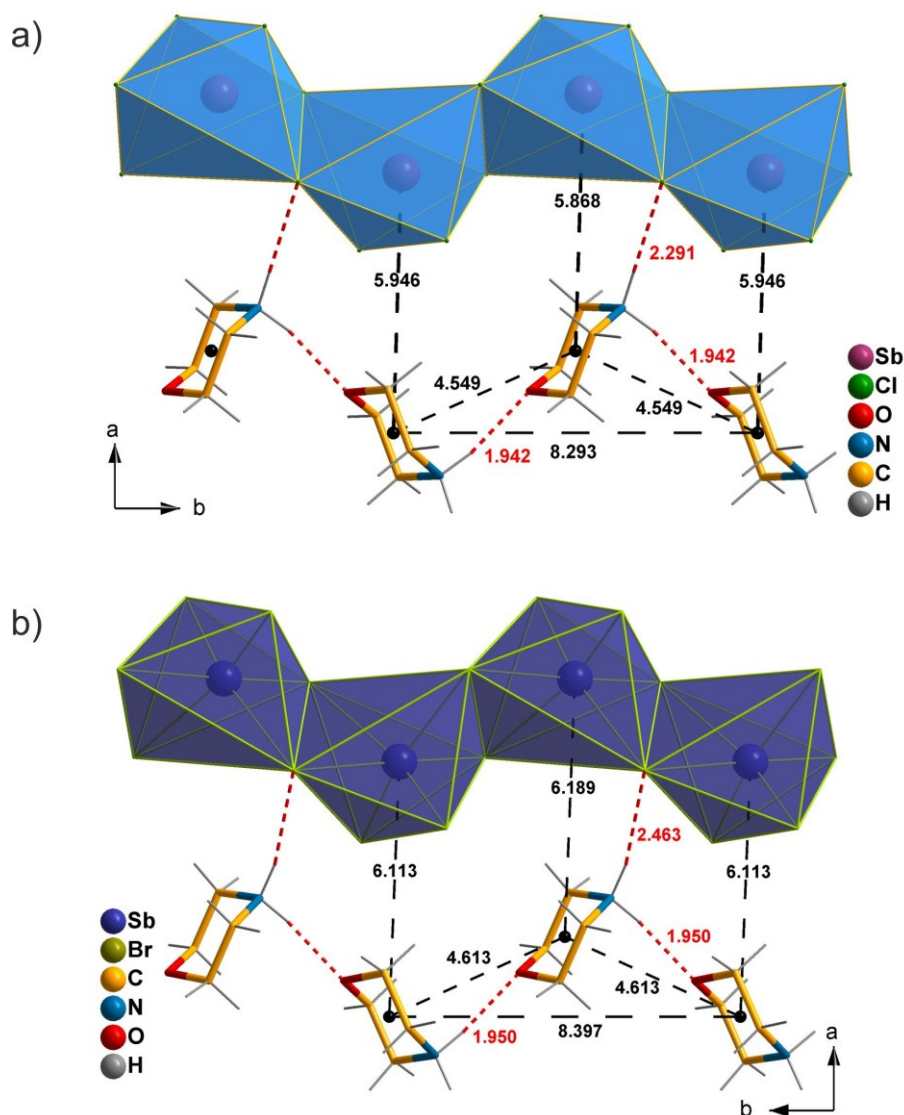 a)
5.868
2.291
5.946
5.946
1.942
4.549
4.549
1.942
8.293
a
b
Sb
Cl
O
N
C
H
b)
6.189
2.463
6.113
6.113
1.950
4.613
4.613
1.950
8.397
Sb
Br
C
N
O
H
a
b